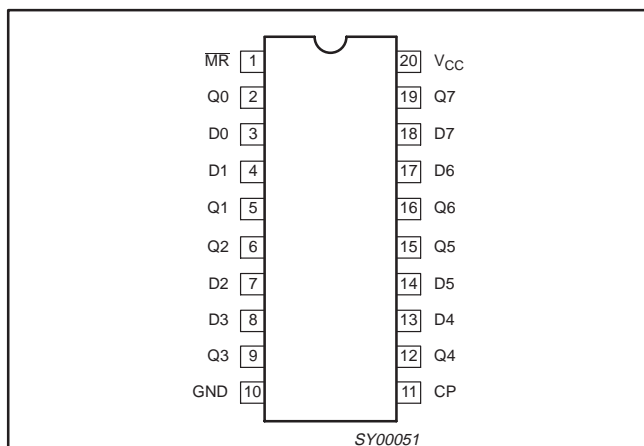 M̅R̅ 1 20 VCC
Q0 2 19 Q7
D0 3 18 D7
D1 4 17 D6
Q1 5 16 Q6
Q2 6 15 Q5
D2 7 14 D5
D3 8 13 D4
Q3 9 12 Q4
GND 10 11 CP
SY00051